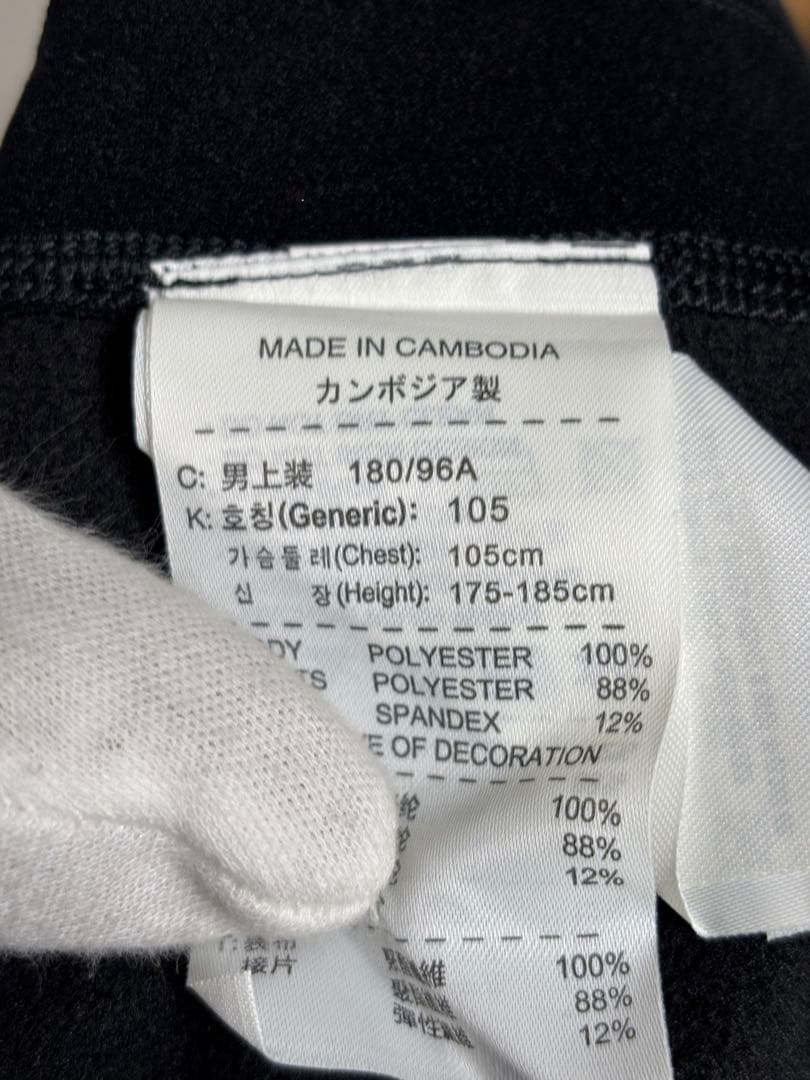 MADE IN CAMBODIA
カンボジア製
C: 男上装 180/96A
K: 호칭(Generic): 105
가슴둘레(Chest): 105cm
신 장(Height): 175-185cm
POLYESTER 100%
POLYESTER 88%
SPANDEX 12%
OF DECORATION
纶 100%
88%
12%
接片 100%
88%
12%